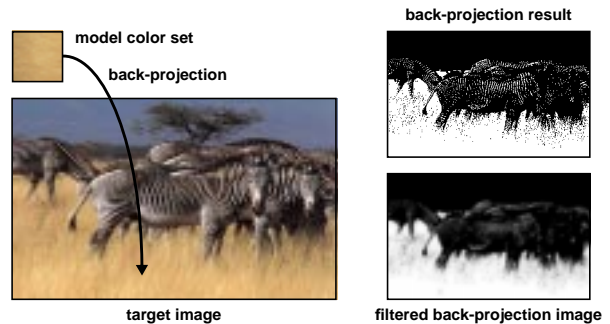 model color set
back-projection
target image
back-projection result
filtered back-projection image